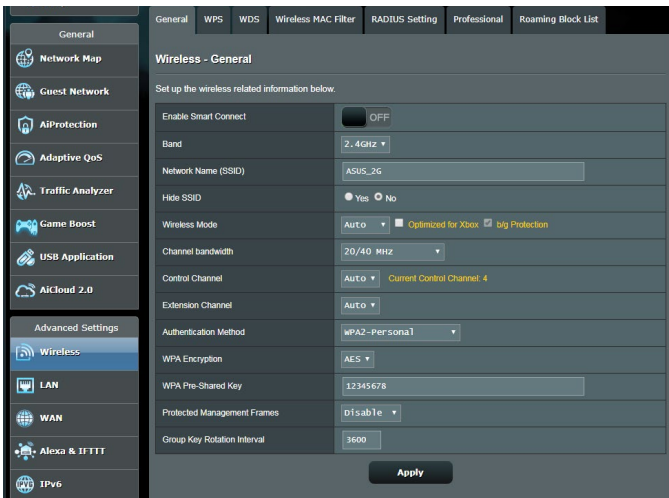 General
Network Map
Guest Network
AiProtection
Adaptive QoS
Traffic Analyzer
Game Boost
USB Application
AiCloud 2.0
Advanced Settings
Wireless
LAN
WAN
Alexa & IFTTT
IPv6
General WPS WDS Wireless MAC Filter RADIUS Setting Professional Roaming Block List
Wireless - General
Set up the wireless related information below.
Enable Smart Connect OFF
Band 2.4GHz
Network Name (SSID) ASUS_2G
Hide SSID Yes No
Wireless Mode Auto Optimized for Xbox b/g Protection
Channel bandwidth 20/40 MHz
Control Channel Auto Current Control Channel: 4
Extension Channel Auto
Authentication Method WPA2-Personal
WPA Encryption AES
WPA Pre-Shared Key 12345678
Protected Management Frames Disable
Group Key Rotation Interval 3600
Apply